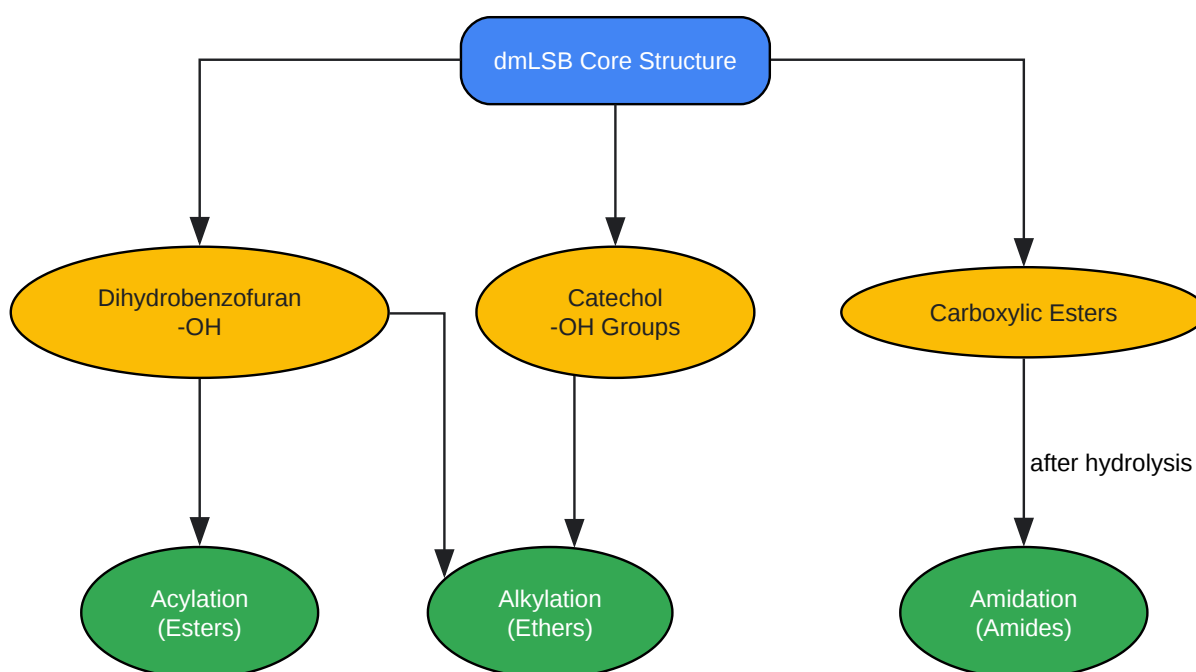 dmLSB Core Structure
Dihydrobenzofuran
-OH
Catechol
-OH Groups
Carboxylic Esters
after hydrolysis
Acylation
(Esters)
Alkylation
(Ethers)
Amidation
(Amides)